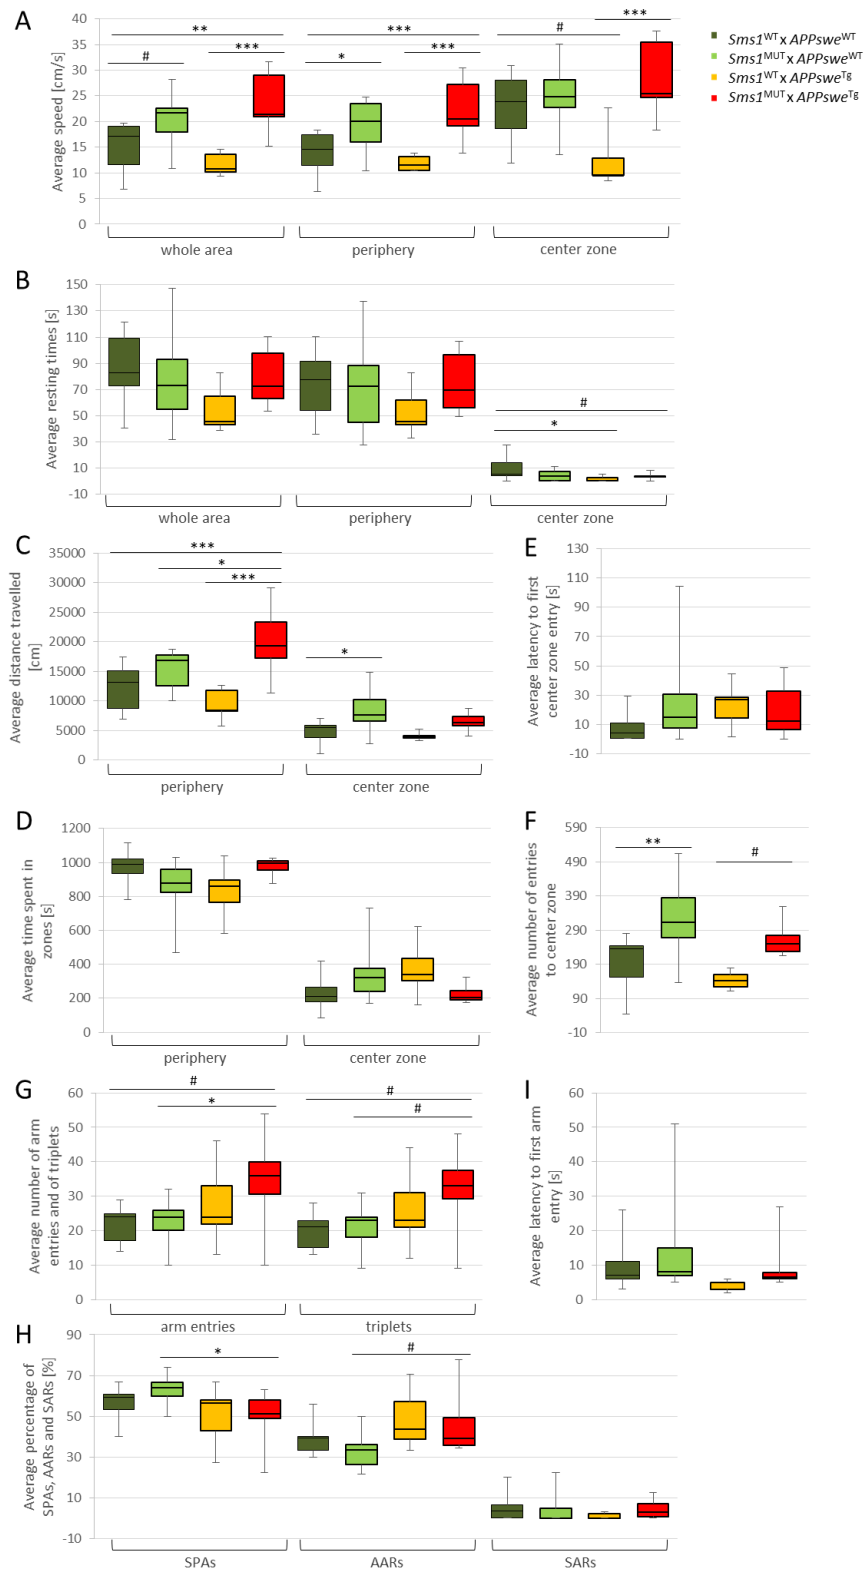 A
Average speed [cm/s]
40
35
30
25
20
15
10
5
0
**
#
***
***
*
***
#
***
whole area
periphery
center zone
Sms1WT x APPsweWT
Sms1MUT x APPsweWT
Sms1WT x APPsweTg
Sms1MUT x APPsweTg
B
Average resting times [s]
150
130
110
90
70
50
30
10
-10
#
*
whole area
periphery
center zone
C
Average distance travelled
[cm]
35000
30000
25000
20000
15000
10000
5000
0
***
*
***
*
periphery
center zone
E
Average latency to first
center zone entry [s]
130
110
90
70
50
30
10
-10
D
Average time spent in
zones [s]
1200
1000
800
600
400
200
0
periphery
center zone
F
Average number of entries
to center zone
590
490
390
290
190
90
-10
**
#
G
Average number of arm
entries and of triplets
60
50
40
30
20
10
0
#
*
#
#
arm entries
triplets
I
Average latency to first arm
entry [s]
60
50
40
30
20
10
0
H
Average percentage of
SPAs, AARs and SARs [%]
90
70
50
30
10
-10
*
#
SPAs
AARs
SARs